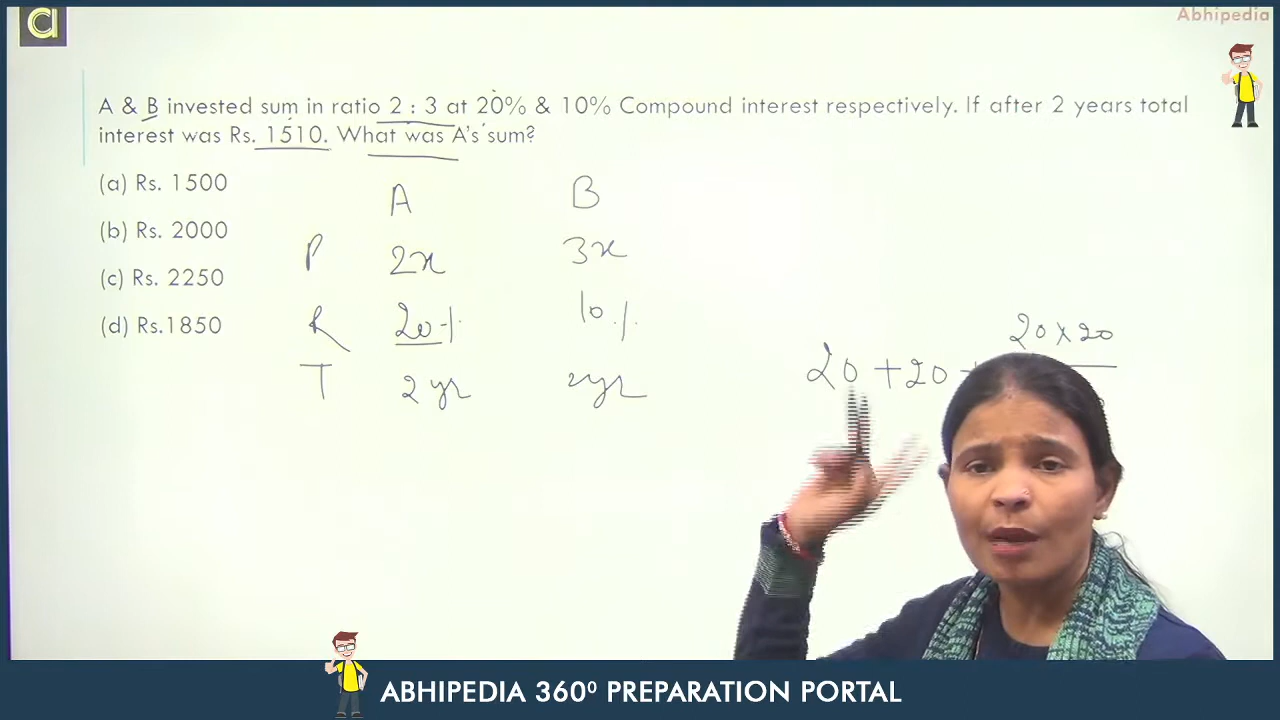 a
Abhipedia
A & B invested sum in ratio 2 : 3 at 20% & 10% Compound interest respectively. If after 2 years total
interest was Rs. 1510. What was A's sum?
(a) Rs. 1500
(b) Rs. 2000
(c) Rs. 2250
(d) Rs.1850
A B
P 2x 3x
R 20% 10%
T 2 yr 2yr
20 × 20
20 + 20 +
ABHIPEDIA 360⁰ PREPARATION PORTAL